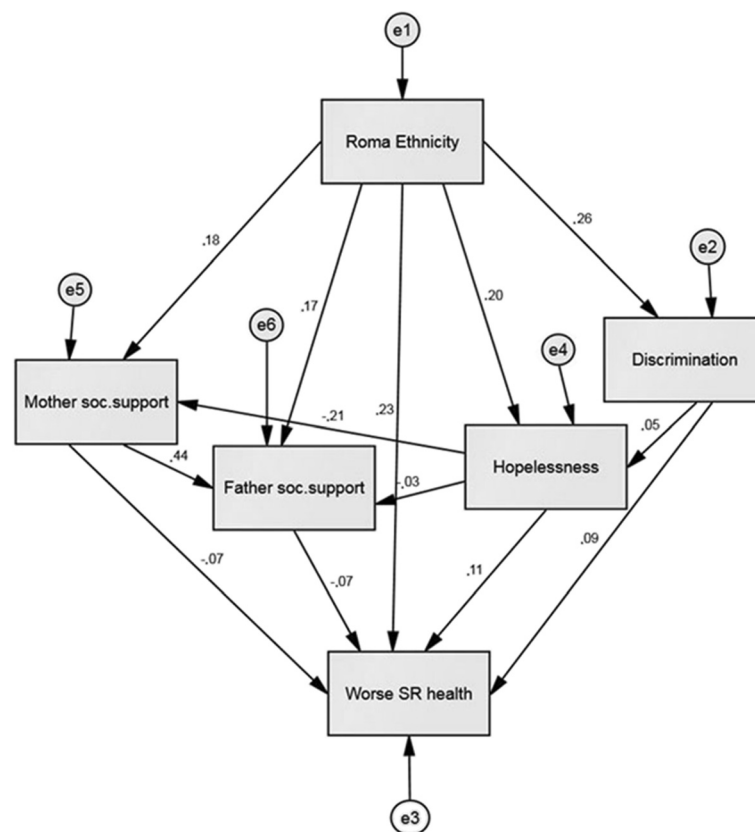 e1
Roma Ethnicity
.18
.17
.26
e2
e5
e6
.20
e4
Discrimination
Mother soc.support
-.21
.23
.05
Hopelessness
.44
Father soc.support
-.03
-.07
-.07
.11
.09
Worse SR health
e3